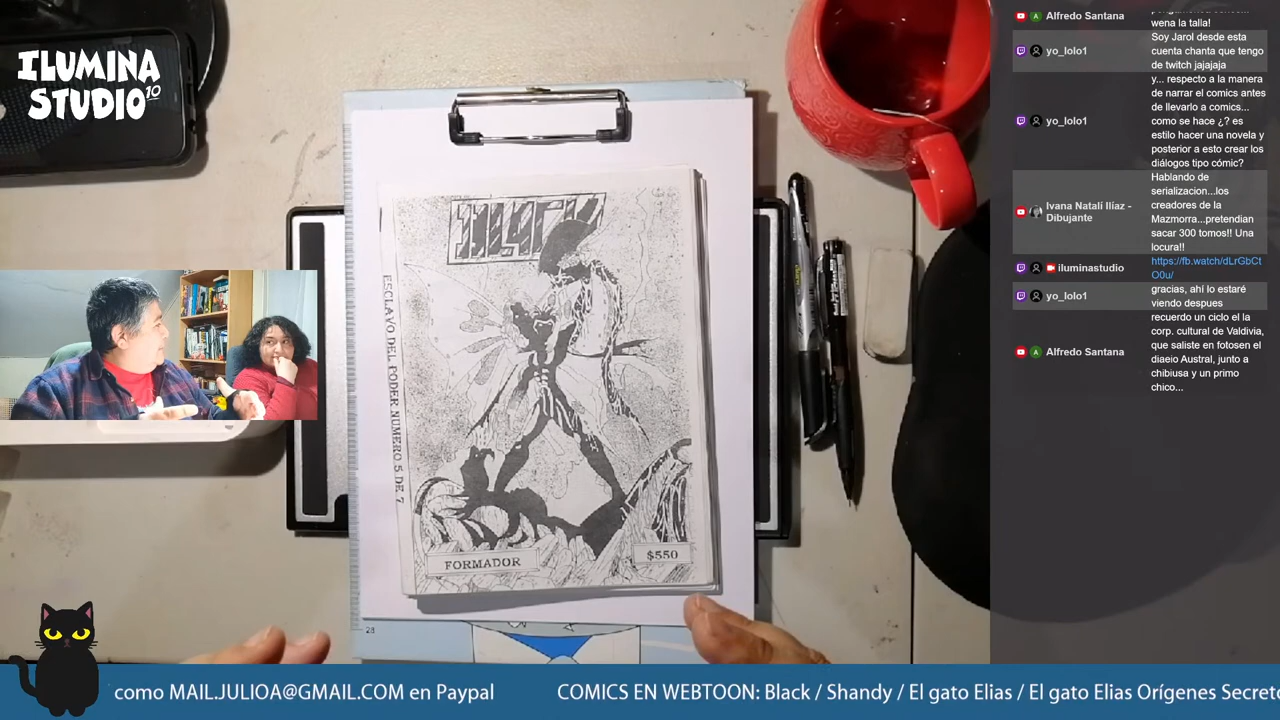 ILUMINA
STUDIO 1.0
BLACK
ESCLAVO DEL PODER NUMERO 5 DE 7
FORMADOR
$550
28
Alfredo Santana
wena la talla!
yo_lolo1
Soy Jarol desde esta
cuenta chanta que tengo
de twitch jajajaja
yo_lolo1
y... respecto a la manera
de narrar el comics antes
de llevarlo a comics...
como se hace ¿? es
estilo hacer una novela y
posterior a esto crear los
diálogos tipo cómic?
Ivana Natalí Ilíaz -
Dibujante
Hablando de
serializacion...los
creadores de la
Mazmorra...pretendian
sacar 300 tomos!! Una
locura!!
iluminastudio
https://fb.watch/dLrGbCt
O0u/
yo_lolo1
gracias, ahí lo estaré
viendo despues
Alfredo Santana
recuerdo un ciclo el la
corp. cultural de Valdivia,
que saliste en fotosen el
diaeio Austral, junto a
chibiusa y un primo
chico...
como MAIL.JULIOA@GMAIL.COM en Paypal
COMICS EN WEBTOON: Black / Shandy / El gato Elias / El gato Elias Orígenes Secreto